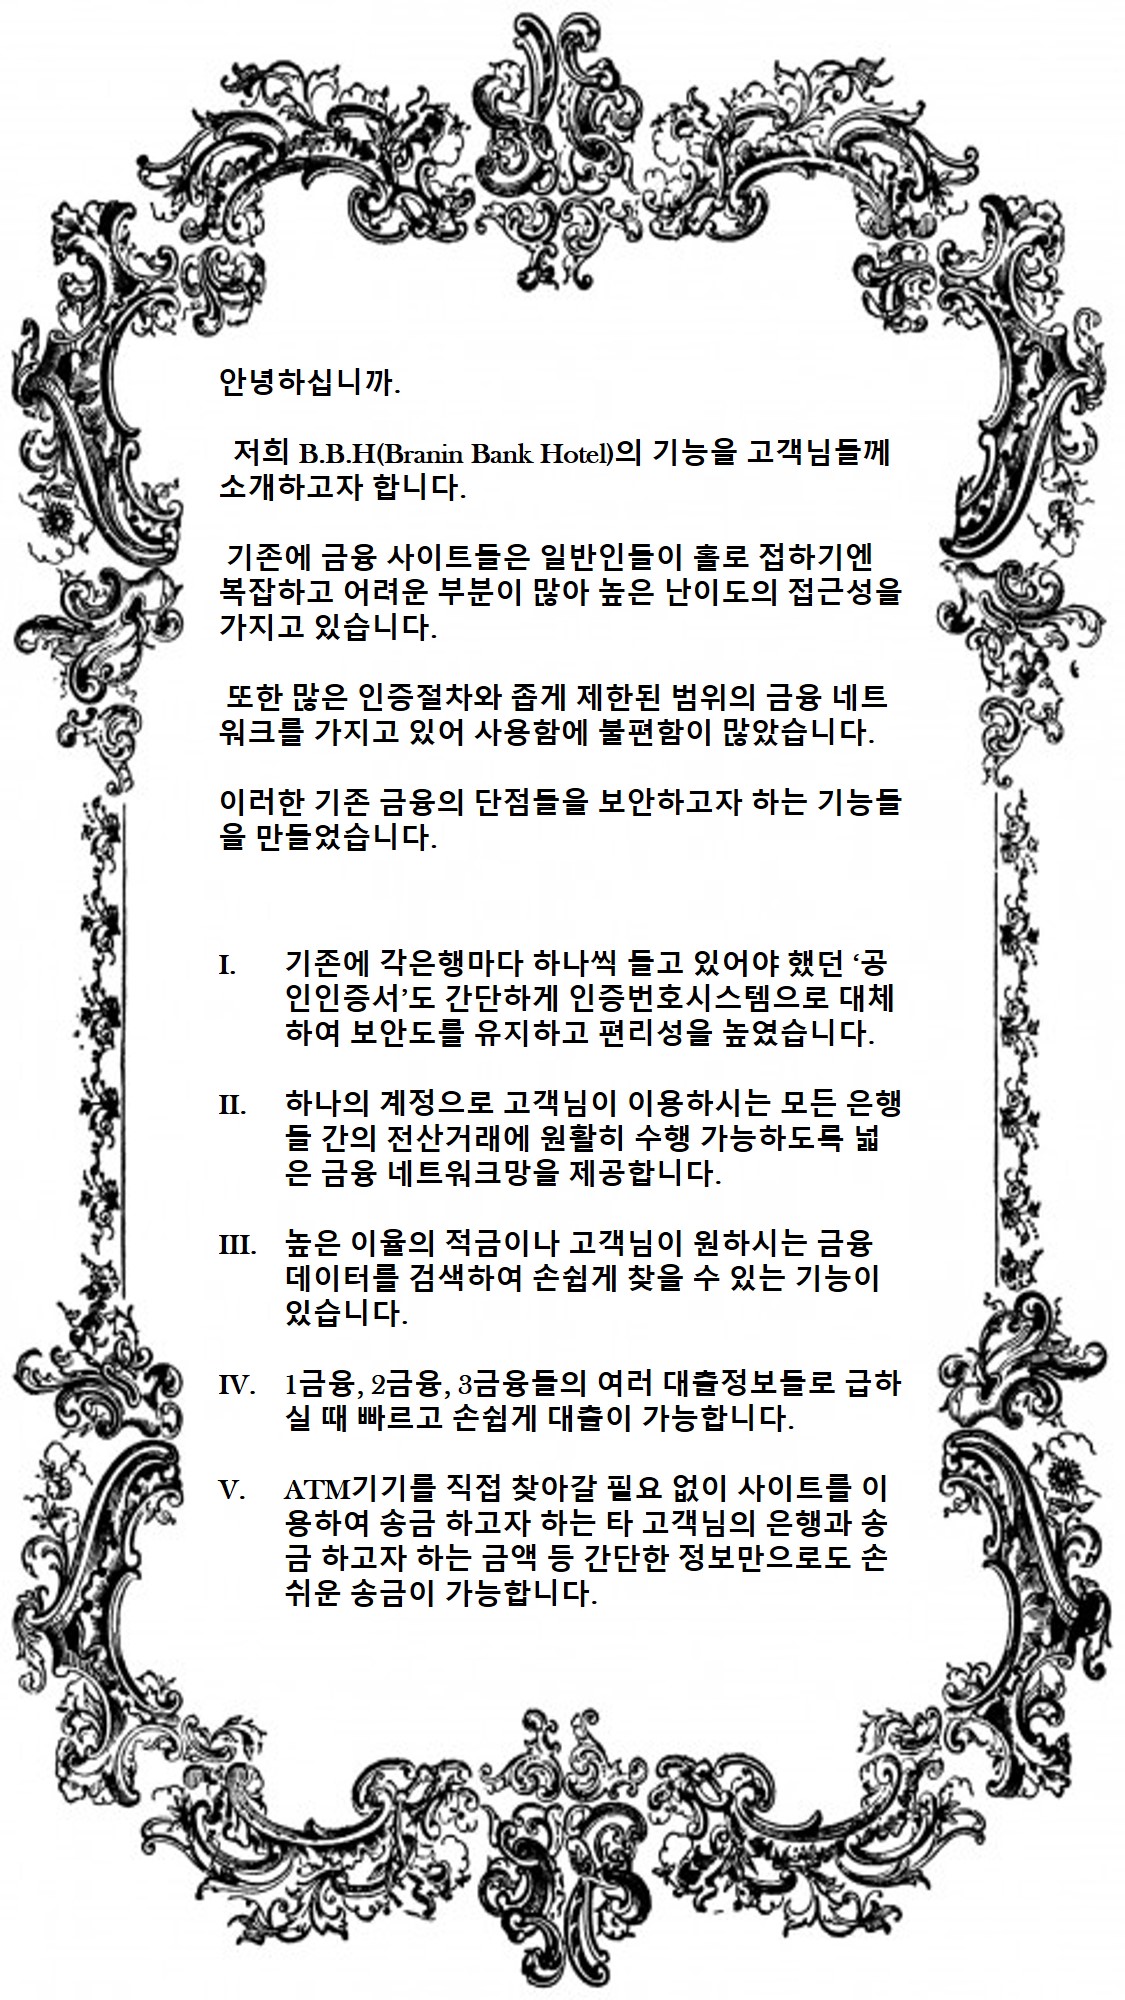 안녕하십니까.
저희 B.B.H(Branin Bank Hotel)의 기능을 고객님들께
소개하고자 합니다.
기존에 금융 사이트들은 일반인들이 홀로 접하기엔
복잡하고 어려운 부분이 많아 높은 난이도의 접근성을
가지고 있습니다.
또한 많은 인증절차와 좁게 제한된 범위의 금융 네트
워크를 가지고 있어 사용함에 불편함이 많았습니다.
이러한 기존 금융의 단점들을 보안하고자 하는 기능들
을 만들었습니다.
I. 기존에 각은행마다 하나씩 들고 있어야 했던 ‘공
인인증서’도 간단하게 인증번호시스템으로 대체
하여 보안도를 유지하고 편리성을 높였습니다.
II. 하나의 계정으로 고객님이 이용하시는 모든 은행
들 간의 전산거래에 원활히 수행 가능하도록 넓
은 금융 네트워크망을 제공합니다.
III. 높은 이율의 적금이나 고객님이 원하시는 금융
데이터를 검색하여 손쉽게 찾을 수 있는 기능이
있습니다.
IV. 1금융, 2금융, 3금융들의 여러 대출정보들로 급하
실 때 빠르고 손쉽게 대출이 가능합니다.
V. ATM기기를 직접 찾아갈 필요 없이 사이트를 이
용하여 송금 하고자 하는 타 고객님의 은행과 송
금 하고자 하는 금액 등 간단한 정보만으로도 손
쉬운 송금이 가능합니다.